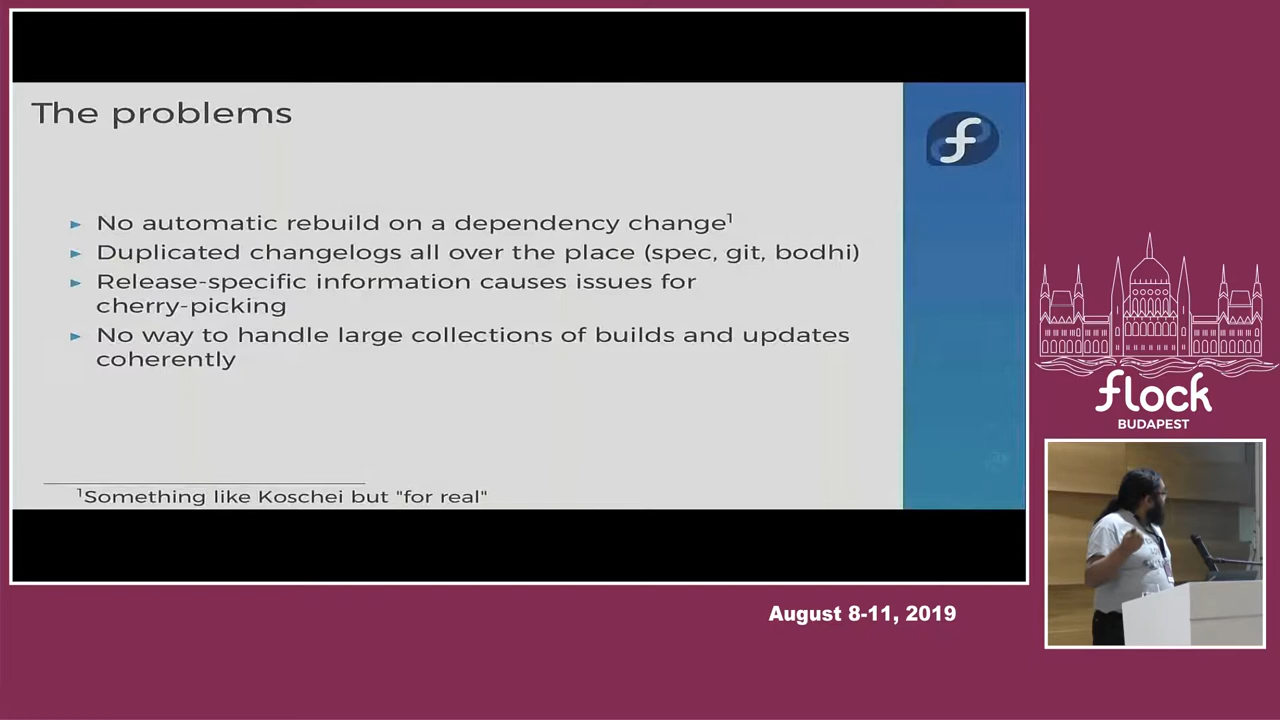 The problems
► No automatic rebuild on a dependency change¹
► Duplicated changelogs all over the place (spec, git, bodhi)
► Release-specific information causes issues for
cherry-picking
► No way to handle large collections of builds and updates
coherently
¹Something like Koschei but "for real"
flock
BUDAPEST
August 8-11, 2019